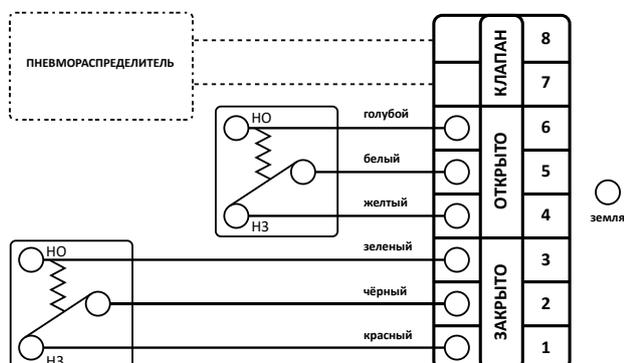 ПНЕВМОРАСПРЕДЕЛИТЕЛЬ
КЛАПАН
8
7
НО
НЗ
голубой
белый
желтый
ОТКРЫТО
6
5
4
земля
НО
НЗ
зеленый
чёрный
красный
ЗАКРЫТО
3
2
1